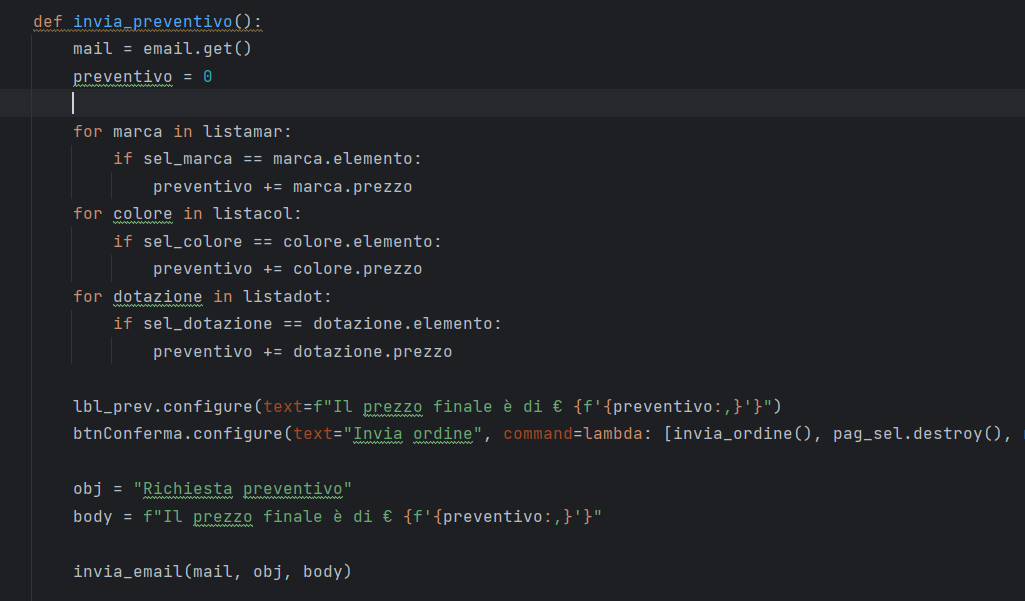 def invia_preventivo():
    mail = email.get()
    preventivo = 0
    for marca in listamar:
        if sel_marca == marca.elemento:
            preventivo += marca.prezzo
    for colore in listacol:
        if sel_colore == colore.elemento:
            preventivo += colore.prezzo
    for dotazione in listadot:
        if sel_dotazione == dotazione.elemento:
            preventivo += dotazione.prezzo
    lbl_prev.configure(text=f"Il prezzo finale è di € {f'{preventivo:,}'}")
    btnConferma.configure(text="Invia ordine", command=lambda: [invia_ordine(), pag_sel.destroy(),
    obj = "Richiesta preventivo"
    body = f"Il prezzo finale è di € {f'{preventivo:,}'}"
    invia_email(mail, obj, body)